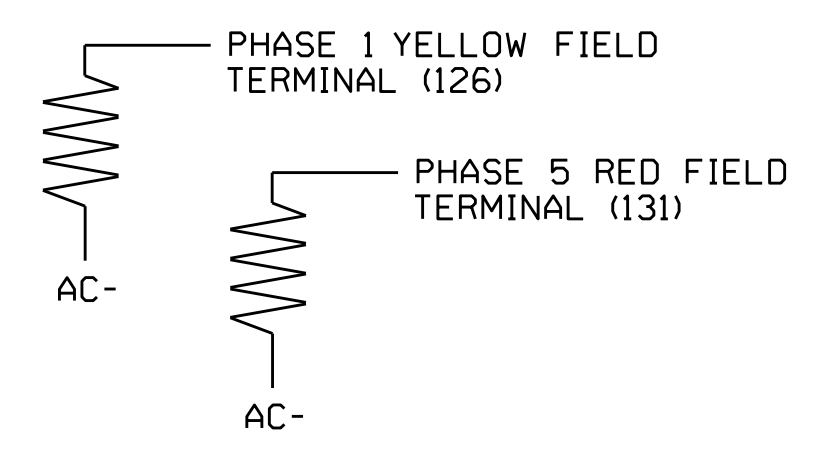 PHASE 1 YELLOW FIELD
TERMINAL (126)
PHASE 5 RED FIELD
TERMINAL (131)
AC-
AC-